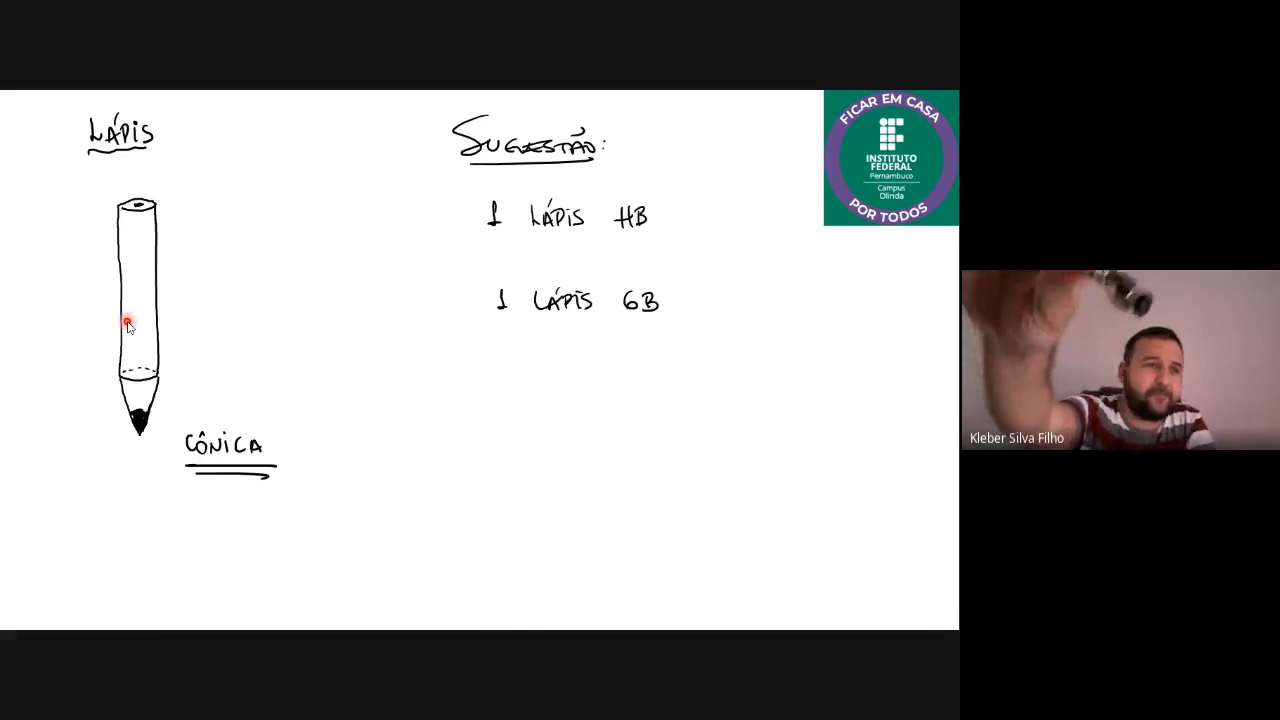 LÁPIS
SUGESTÃO:
1 LÁPIS HB
1 LÁPIS 6B
CÔNICA
FICAR EM CASA
INSTITUTO
FEDERAL
Pernambuco
Campus
Olinda
POR TODOS
Kleber Silva Filho